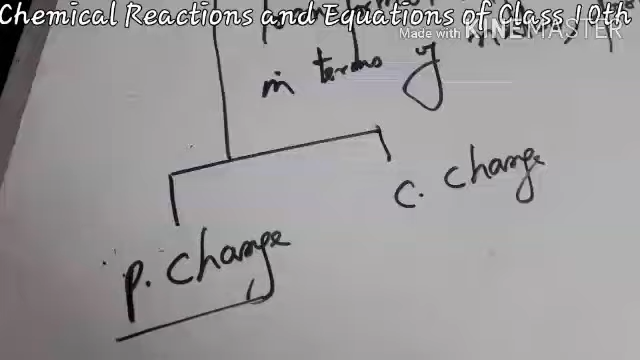 Chemical Reactions and Equations of Class 10th
Made with KINEMASTER
in terms of
C. Change
P. Change